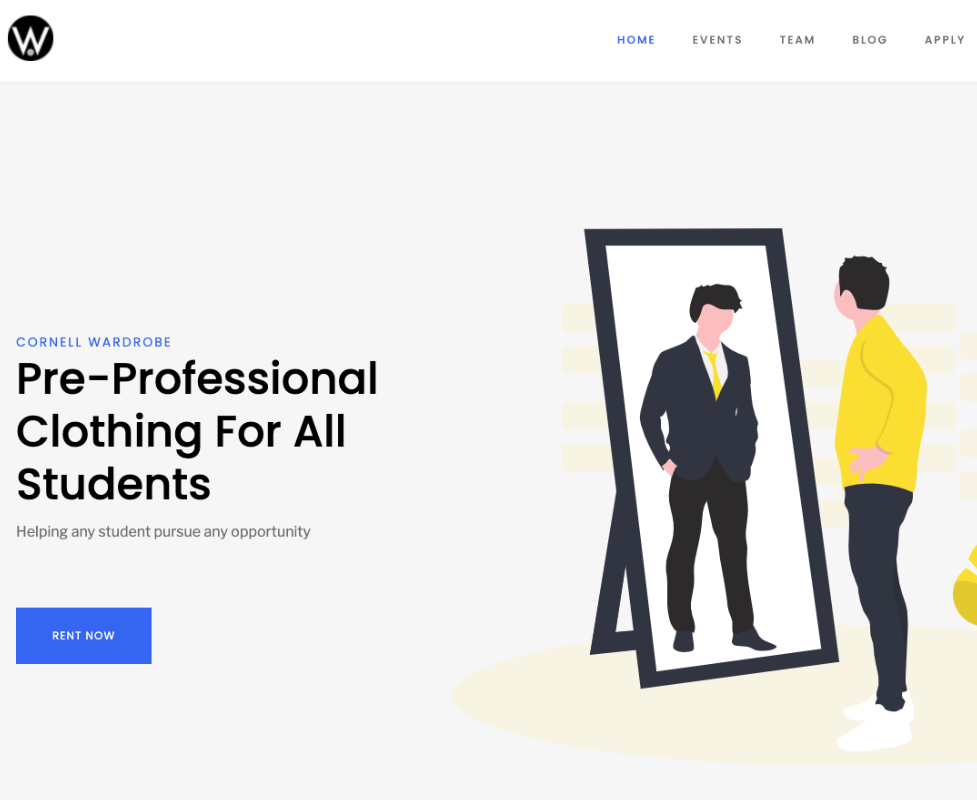 W
HOME EVENTS TEAM BLOG APPLY
CORNELL WARDROBE
Pre-Professional
Clothing For All
Students
Helping any student pursue any opportunity
RENT NOW